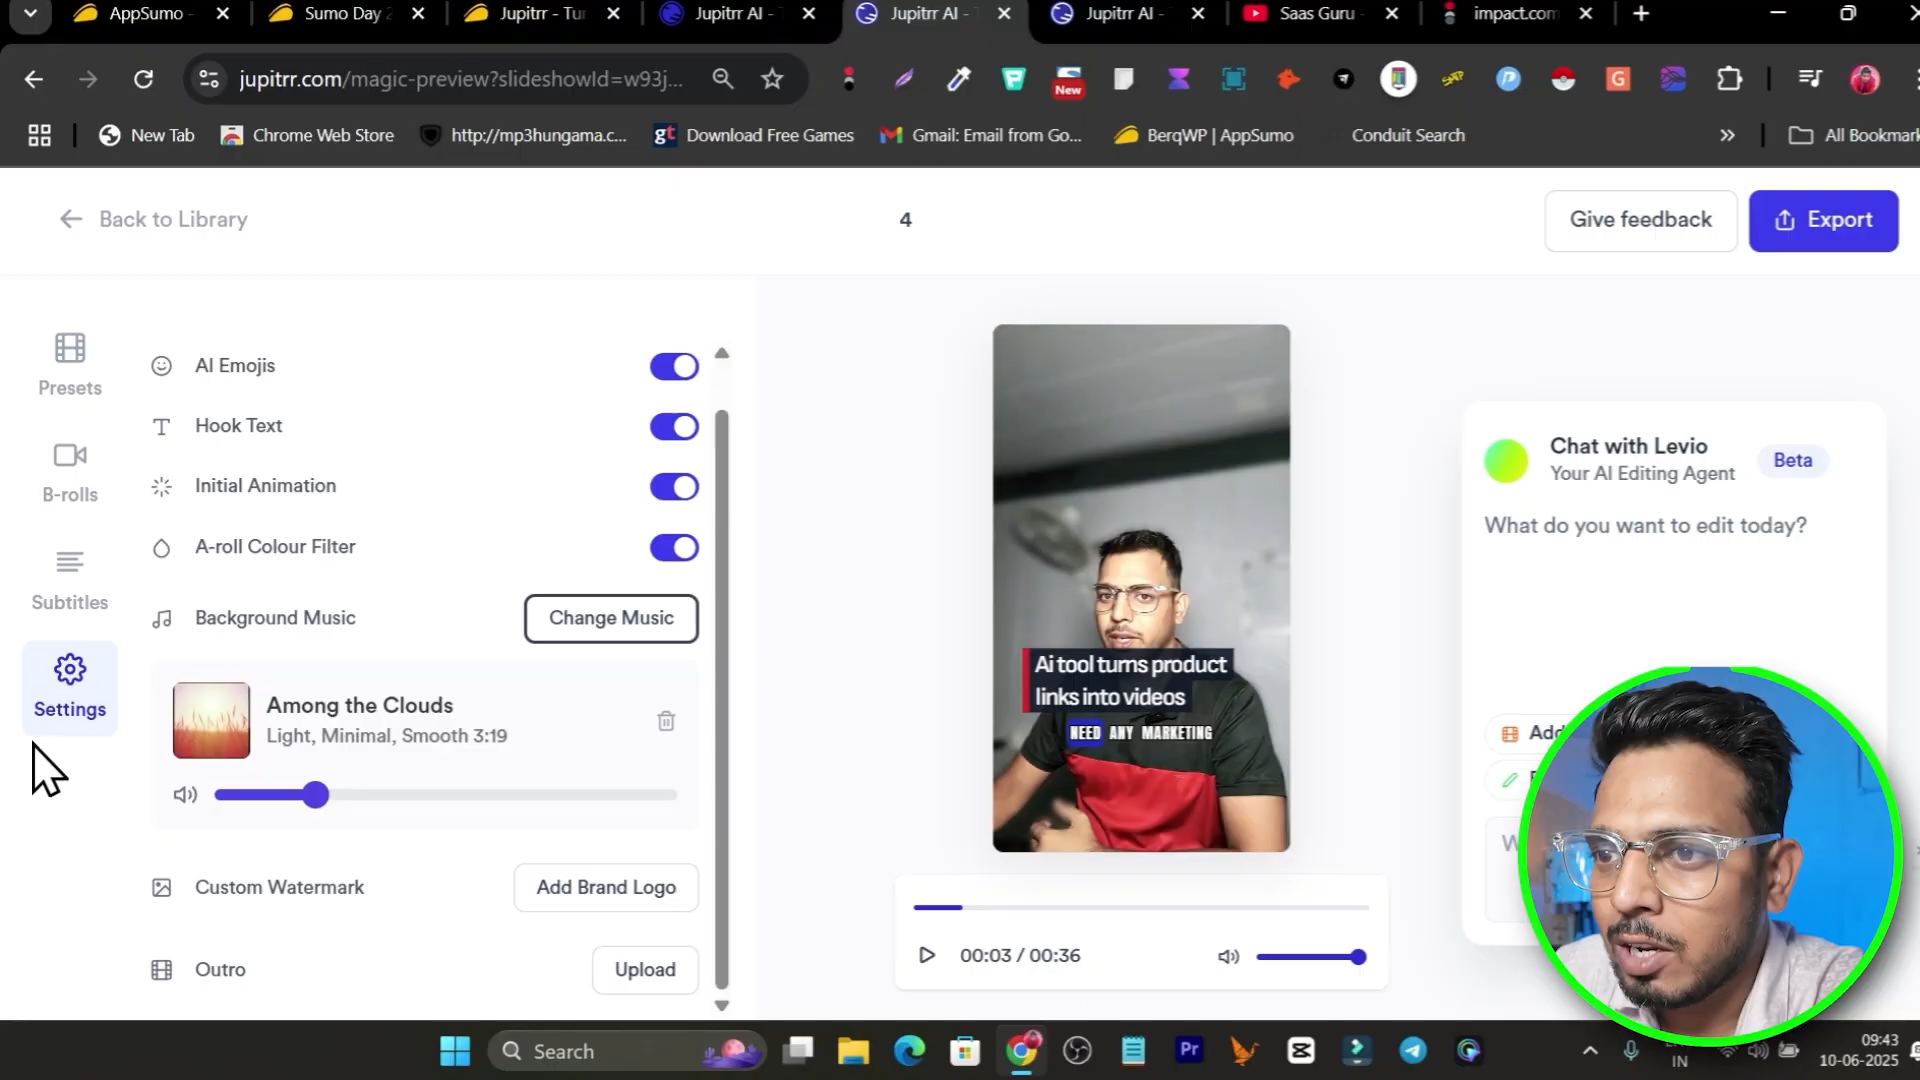 AppSumo -
Sumo Day 2
Jupitrr - Tur
Jupitrr AI -
Jupitrr AI -
Jupitrr AI -
Saas Guru
impact.com
jupitrr.com/magic-preview?slideshowId=w93j...
New
New Tab
Chrome Web Store
http://mp3hungama.c...
gt
Download Free Games
Gmail: Email from Go...
BerqWP | AppSumo
Conduit Search
All Bookmark
Back to Library
4
Give feedback
Export
Presets
B-rolls
Subtitles
Settings
AI Emojis
Hook Text
Initial Animation
A-roll Colour Filter
Background Music
Change Music
Among the Clouds
Light, Minimal, Smooth 3:19
Custom Watermark
Add Brand Logo
Outro
Upload
Ai tool turns product
links into videos
NEED ANY MARKETING
00:03 / 00:36
Chat with Levio
Your AI Editing Agent
Beta
What do you want to edit today?
Add
Search
Pr
IN
09:43
10-06-2025